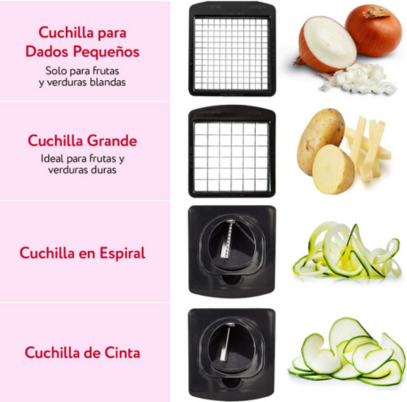 Cuchilla para
Dados Pequeños
Solo para frutas
y verduras blandas
Cuchilla Grande
Ideal para frutas y
verduras duras
Cuchilla en Espiral
Cuchilla de Cinta